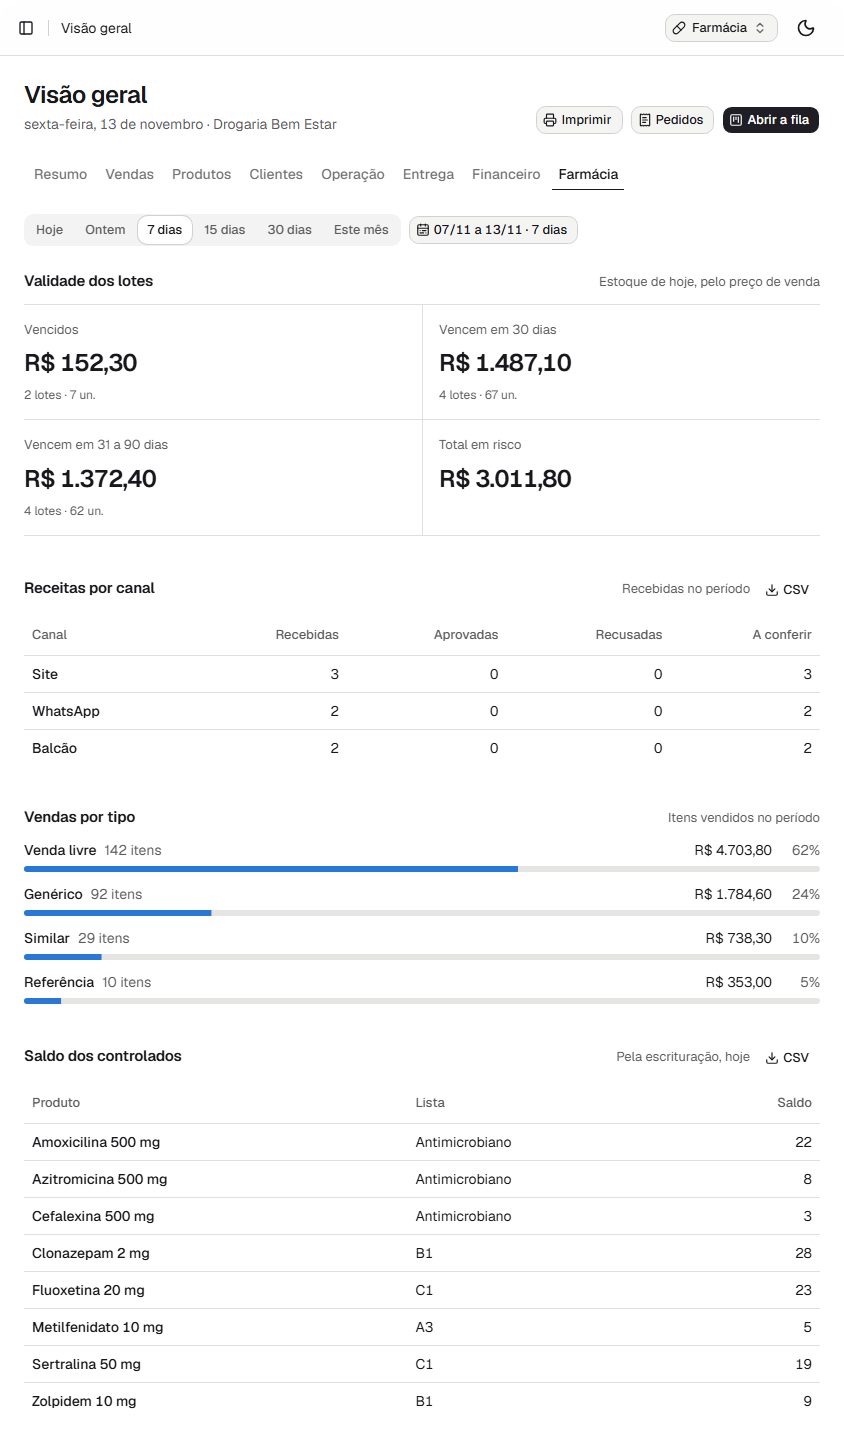 Visão geral
Farmácia
Visão geral
sexta-feira, 13 de novembro · Drogaria Bem Estar
Imprimir
Pedidos
Abrir a fila
Resumo Vendas Produtos Clientes Operação Entrega Financeiro Farmácia
Hoje Ontem 7 dias 15 dias 30 dias Este mês 07/11 a 13/11 · 7 dias
Validade dos lotes Estoque de hoje, pelo preço de venda
Vencidos
R$ 152,30
2 lotes · 7 un.
Vencem em 30 dias
R$ 1.487,10
4 lotes · 67 un.
Vencem em 31 a 90 dias
R$ 1.372,40
4 lotes · 62 un.
Total em risco
R$ 3.011,80
Receitas por canal Recebidas no período CSV
Canal Recebidas Aprovadas Recusadas A conferir
Site 3 0 0 3
WhatsApp 2 0 0 2
Balcão 2 0 0 2
Vendas por tipo Itens vendidos no período
Venda livre 142 itens R$ 4.703,80 62%
Genérico 92 itens R$ 1.784,60 24%
Similar 29 itens R$ 738,30 10%
Referência 10 itens R$ 353,00 5%
Saldo dos controlados Pela escrituração, hoje CSV
Produto Lista Saldo
Amoxicilina 500 mg Antimicrobiano 22
Azitromicina 500 mg Antimicrobiano 8
Cefalexina 500 mg Antimicrobiano 3
Clonazepam 2 mg B1 28
Fluoxetina 20 mg C1 23
Metilfenidato 10 mg A3 5
Sertralina 50 mg C1 19
Zolpidem 10 mg B1 9